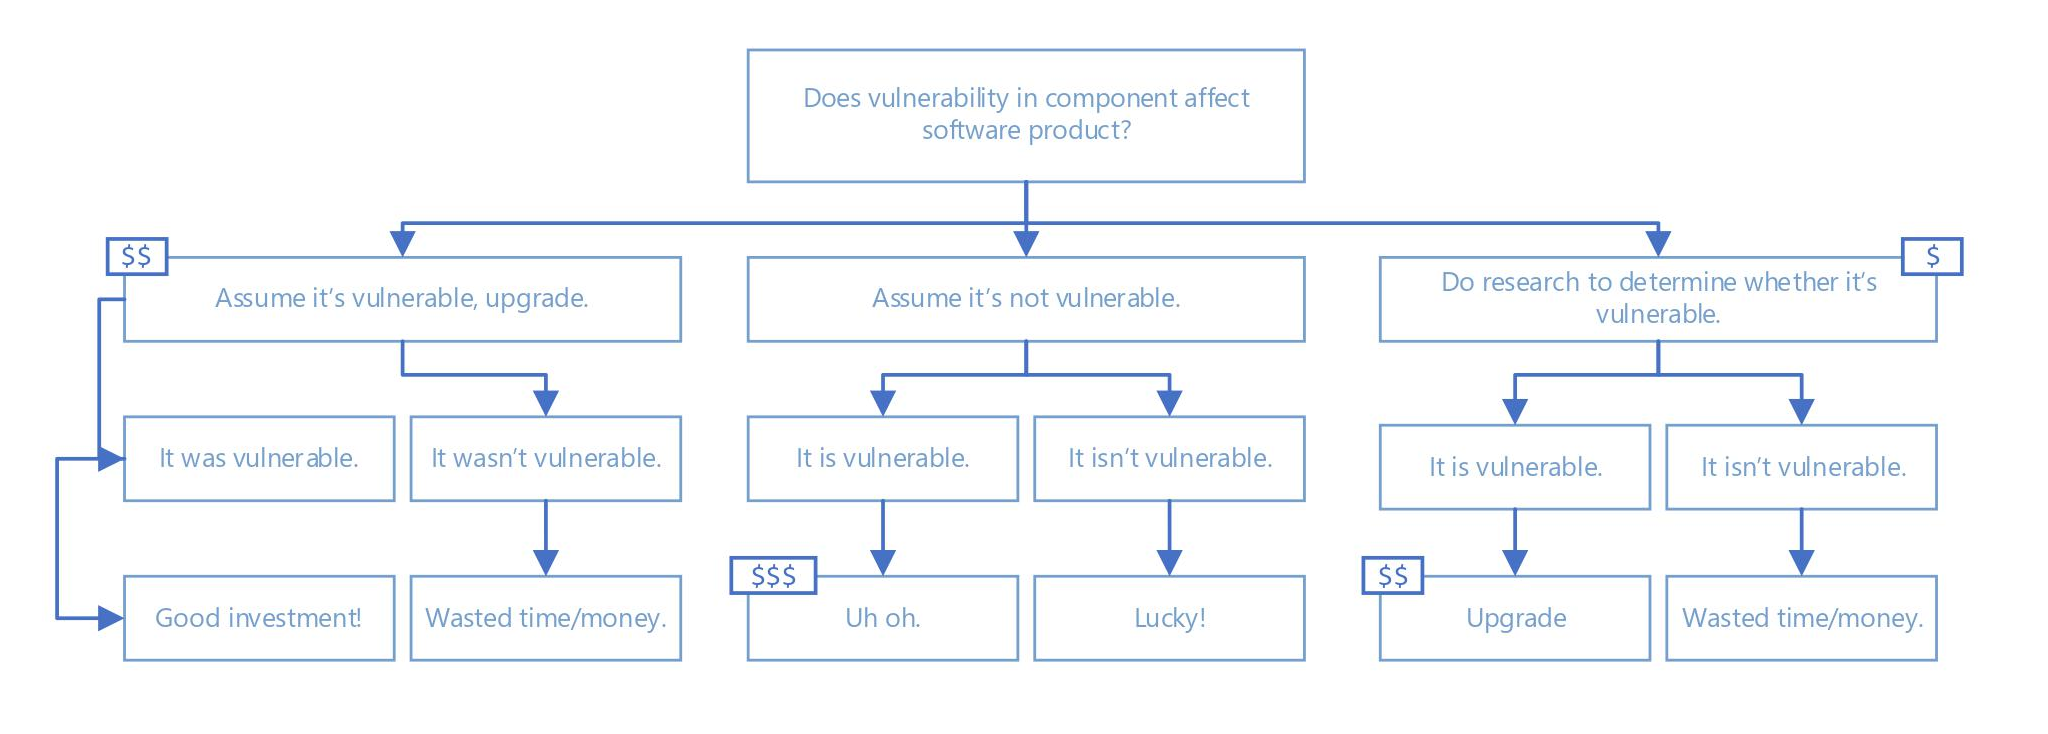 Does vulnerability in component affect
software product?
$$
Assume it’s vulnerable, upgrade.
Assume it’s not vulnerable.
$
Do research to determine whether it’s
vulnerable.
It was vulnerable.
It wasn’t vulnerable.
It is vulnerable.
It isn’t vulnerable.
It is vulnerable.
It isn’t vulnerable.
Good investment!
Wasted time/money.
$$$
Uh oh.
Lucky!
$$
Upgrade
Wasted time/money.